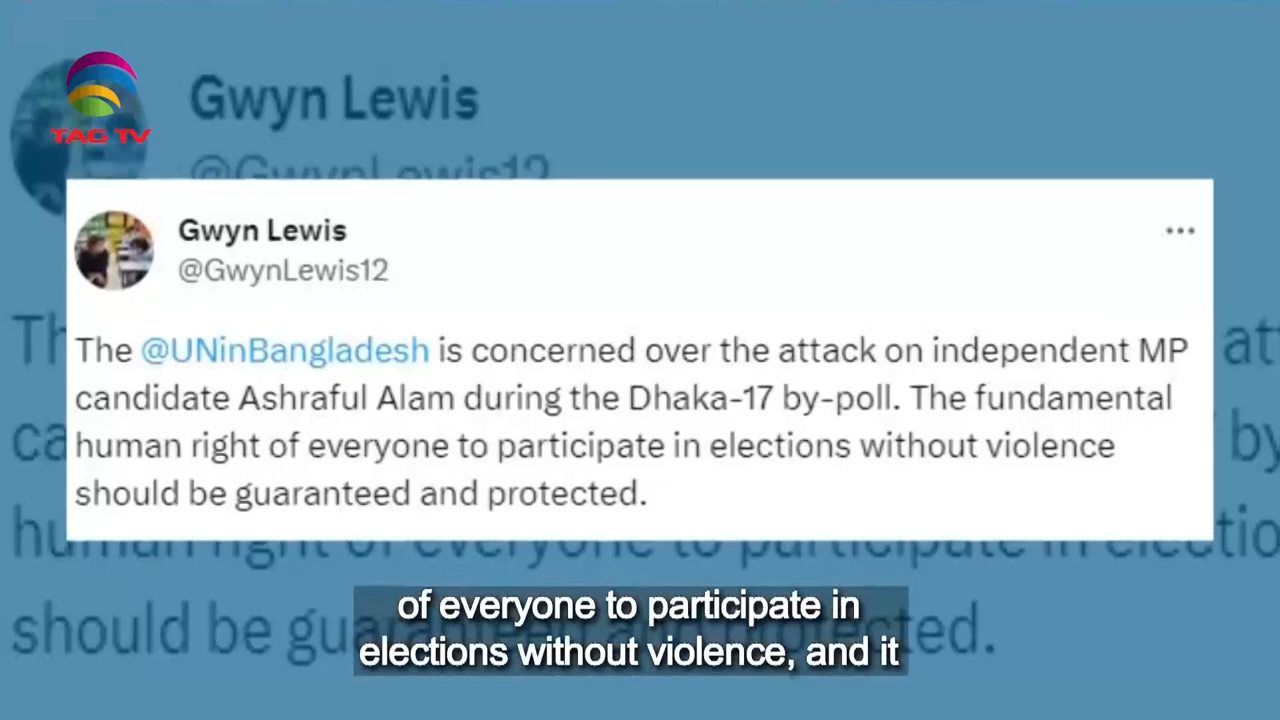 TAG TV
Gwyn Lewis
@GwynLewis12
Gwyn Lewis
@GwynLewis12
The @UNinBangladesh is concerned over the attack on independent MP
candidate Ashraful Alam during the Dhaka-17 by-poll. The fundamental
human right of everyone to participate in elections without violence
should be guaranteed and protected.
of everyone to participate in
elections without violence, and it